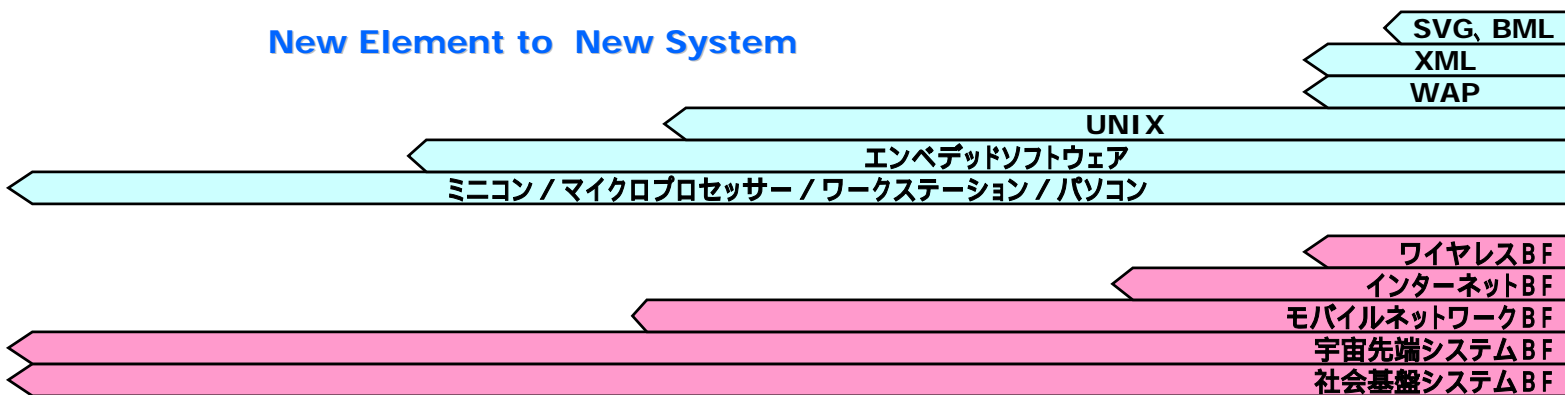 New Element to New System
SVG、BML
XML
WAP
UNIX
エンベデッドソフトウェア
ミニコン / マイクロプロセッサー / ワークステーション / パソコン
ワイヤレスBF
インターネットBF
モバイルネットワークBF
宇宙先端システムBF
社会基盤システムBF